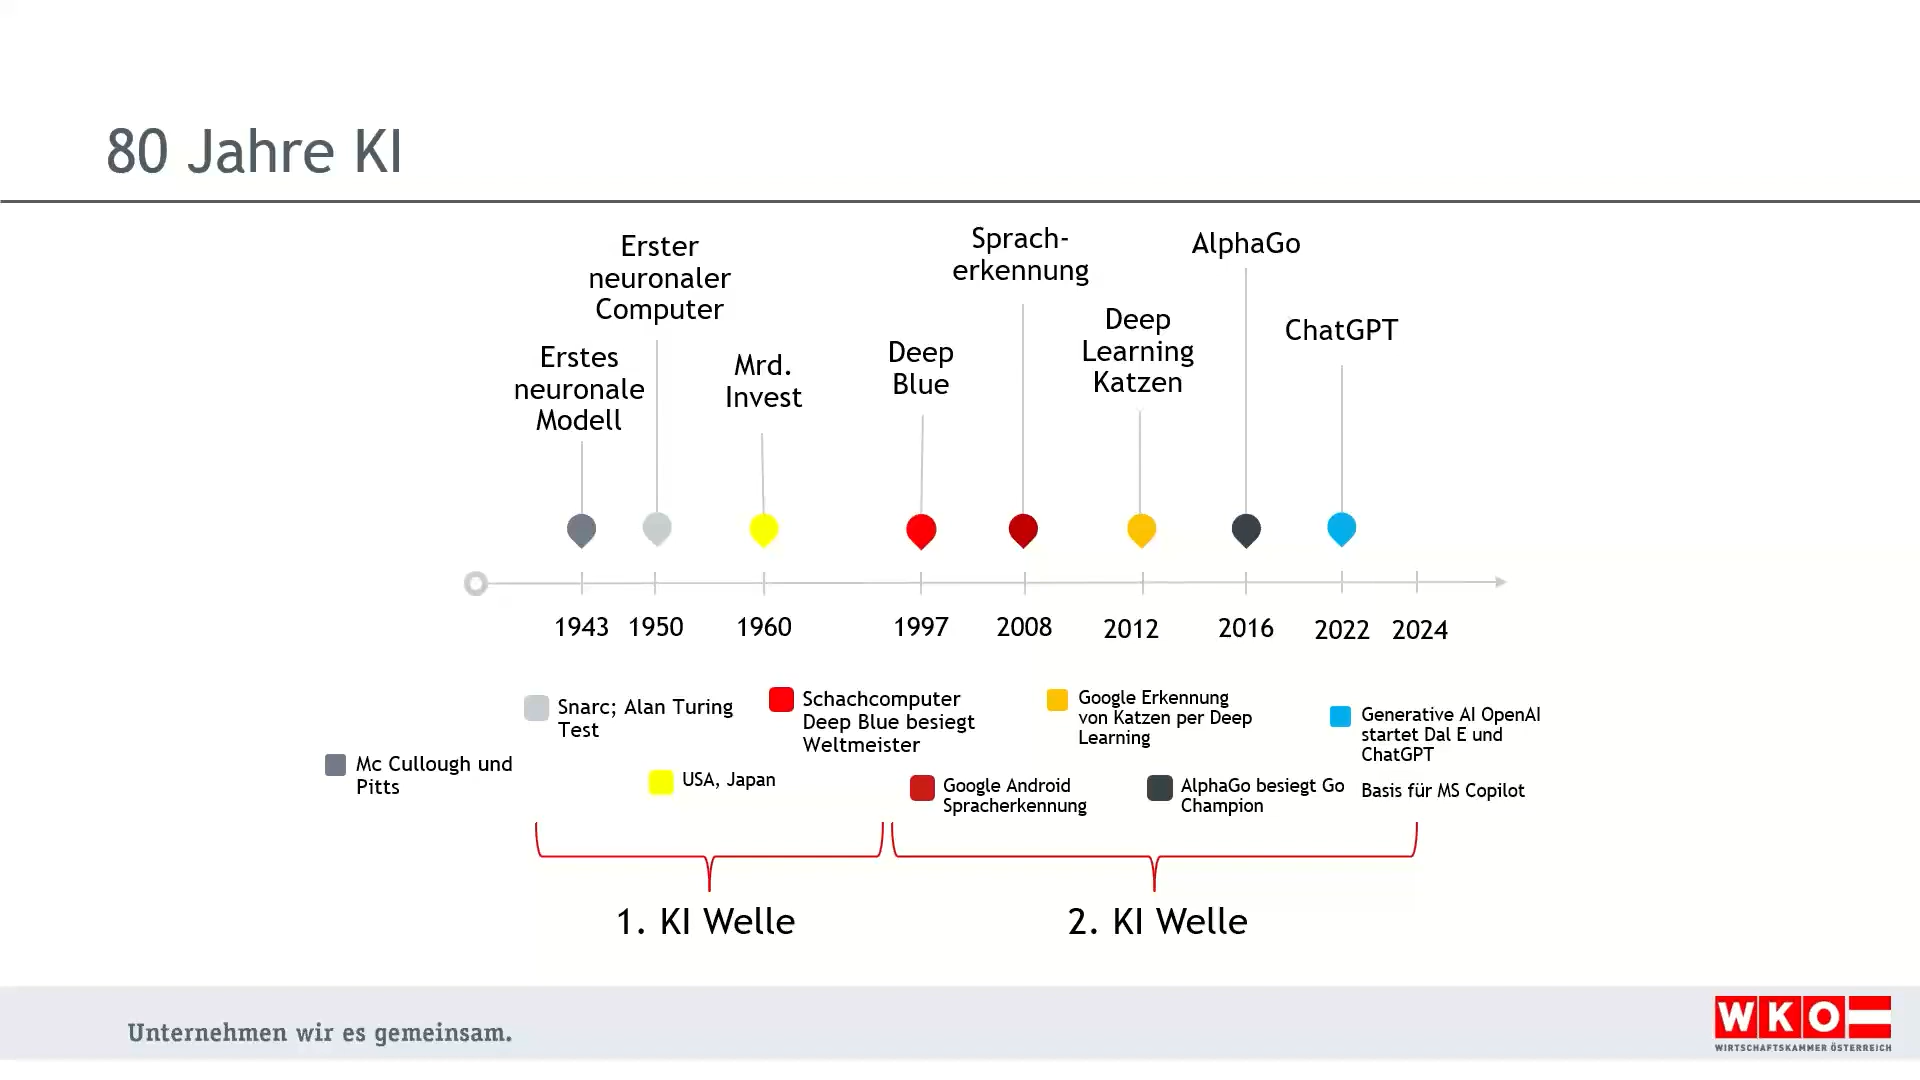 80 Jahre KI
Erster
neuronaler
Computer
Sprach-
erkennung
AlphaGo
Erstes
neuronale
Modell
Mrd.
Invest
Deep
Blue
Deep
Learning
Katzen
ChatGPT
1943 1950 1960 1997 2008 2012 2016 2022 2024
Mc Cullough und
Pitts
Snarc; Alan Turing
Test
USA, Japan
Schachcomputer
Deep Blue besiegt
Weltmeister
Google Android
Spracherkennung
Google Erkennung
von Katzen per Deep
Learning
AlphaGo besiegt Go
Champion
Generative AI OpenAI
startet Dal E und
ChatGPT
Basis für MS Copilot
1. KI Welle
2. KI Welle
Unternehmen wir es gemeinsam.
WKO
WIRTSCHAFTSKAMMER ÖSTERREICH